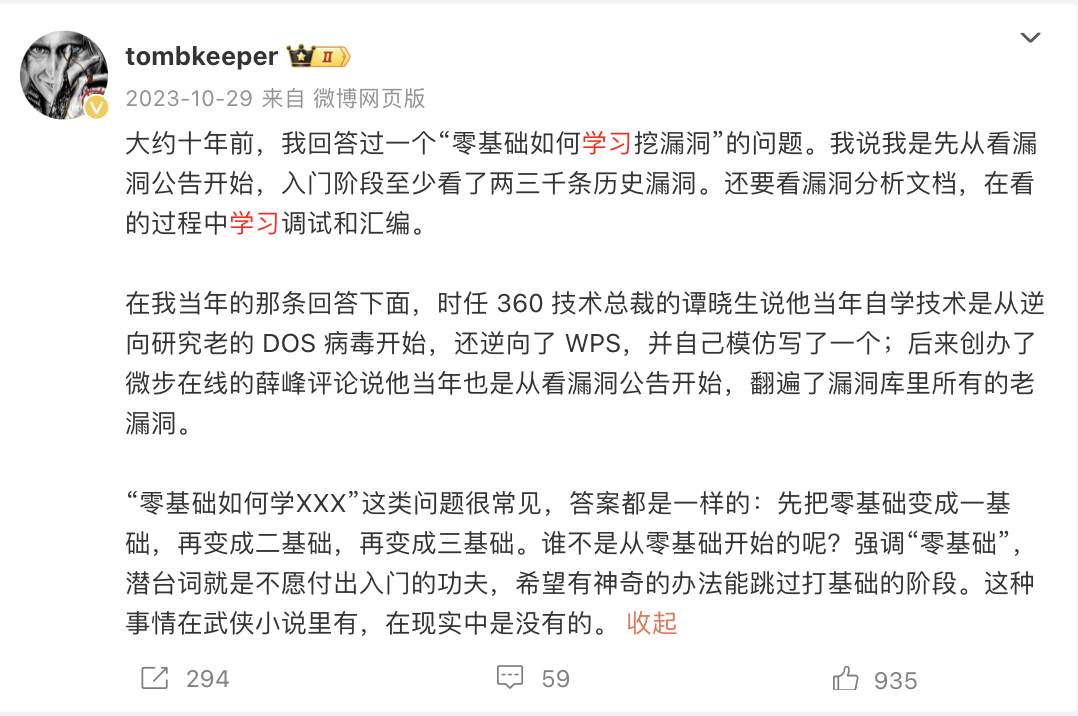 tombkeeper II
2023-10-29 来自 微博网页版
大约十年前，我回答过一个“零基础如何学习挖漏洞”的问题。我说我是先从看漏
洞公告开始，入门阶段至少看了两三千条历史漏洞。还要看漏洞分析文档，在看
的过程中学习调试和汇编。
在我当年的那条回答下面，时任 360 技术总裁的谭晓生说他当年自学技术是从逆
向研究老的 DOS 病毒开始，还逆向了 WPS，并自己模仿写了一个；后来创办了
微步在线的薛峰评论说他当年也是从看漏洞公告开始，翻遍了漏洞库里所有的老
漏洞。
“零基础如何学XXX”这类问题很常见，答案都是一样的：先把零基础变成一基
础，再变成二基础，再变成三基础。谁不是从零基础开始的呢？强调“零基础”，
潜台词就是不愿付出入门的功夫，希望有神奇的办法能跳过打基础的阶段。这种
事情在武侠小说里有，在现实中是没有的。 收起
294 59 935